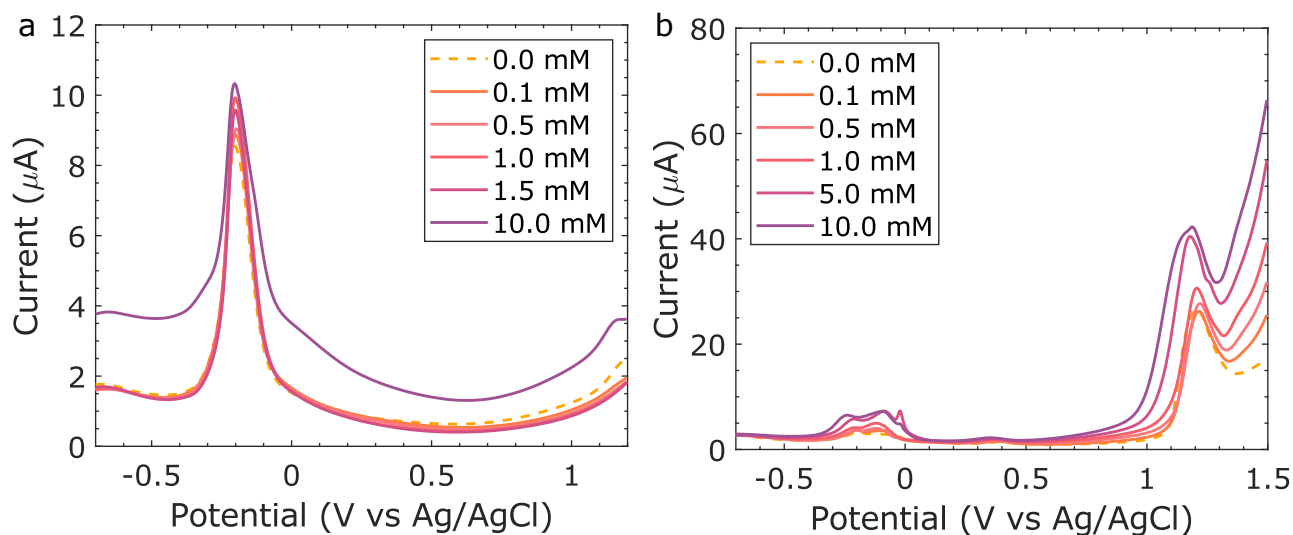 a
12
10
8
6
4
2
0
Current (μA)
-0.5
0
0.5
1
Potential (V vs Ag/AgCl)
0.0 mM
0.1 mM
0.5 mM
1.0 mM
1.5 mM
10.0 mM
b
80
60
40
20
0
Current (μA)
-0.5
0
0.5
1
1.5
Potential (V vs Ag/AgCl)
0.0 mM
0.1 mM
0.5 mM
1.0 mM
5.0 mM
10.0 mM